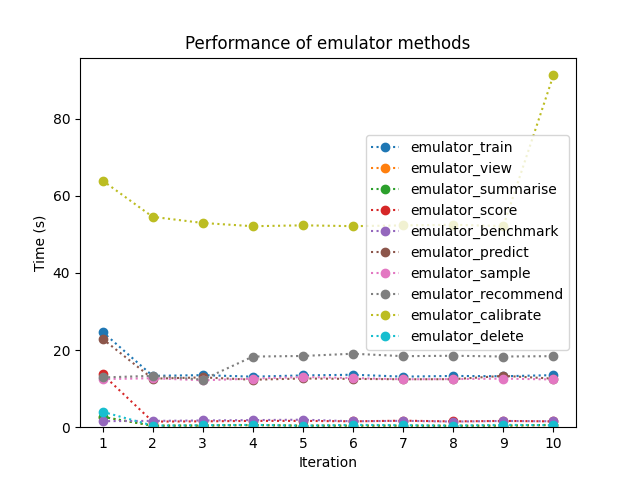 Performance of emulator methods
Time (s)
80
60
40
20
0
emulator_train
emulator_view
emulator_summarise
emulator_score
emulator_benchmark
emulator_predict
emulator_sample
emulator_recommend
emulator_calibrate
emulator_delete
1 2 3 4 5 6 7 8 9 10
Iteration